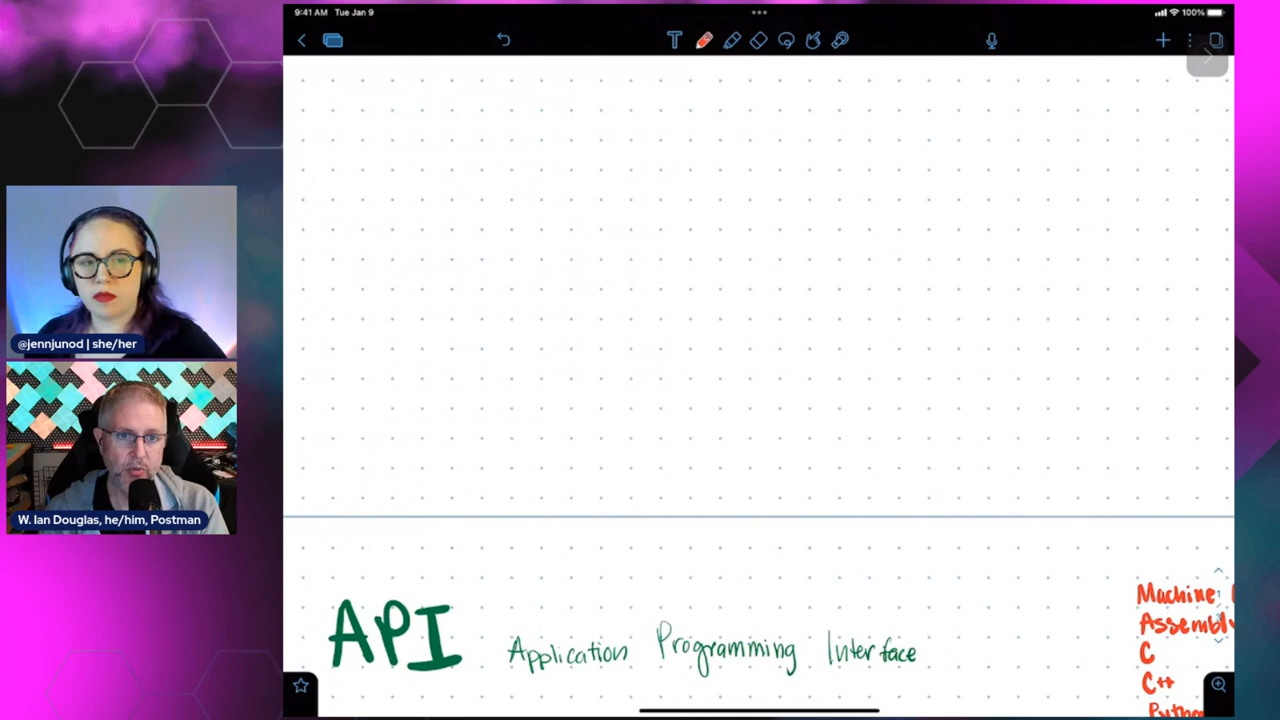 9:41 AM Tue Jan 9
100%
T
@jennjunod | she/her
W. Ian Douglas, he/him, Postman
API Application Programming Interface
Machine
Assembly
C
C++